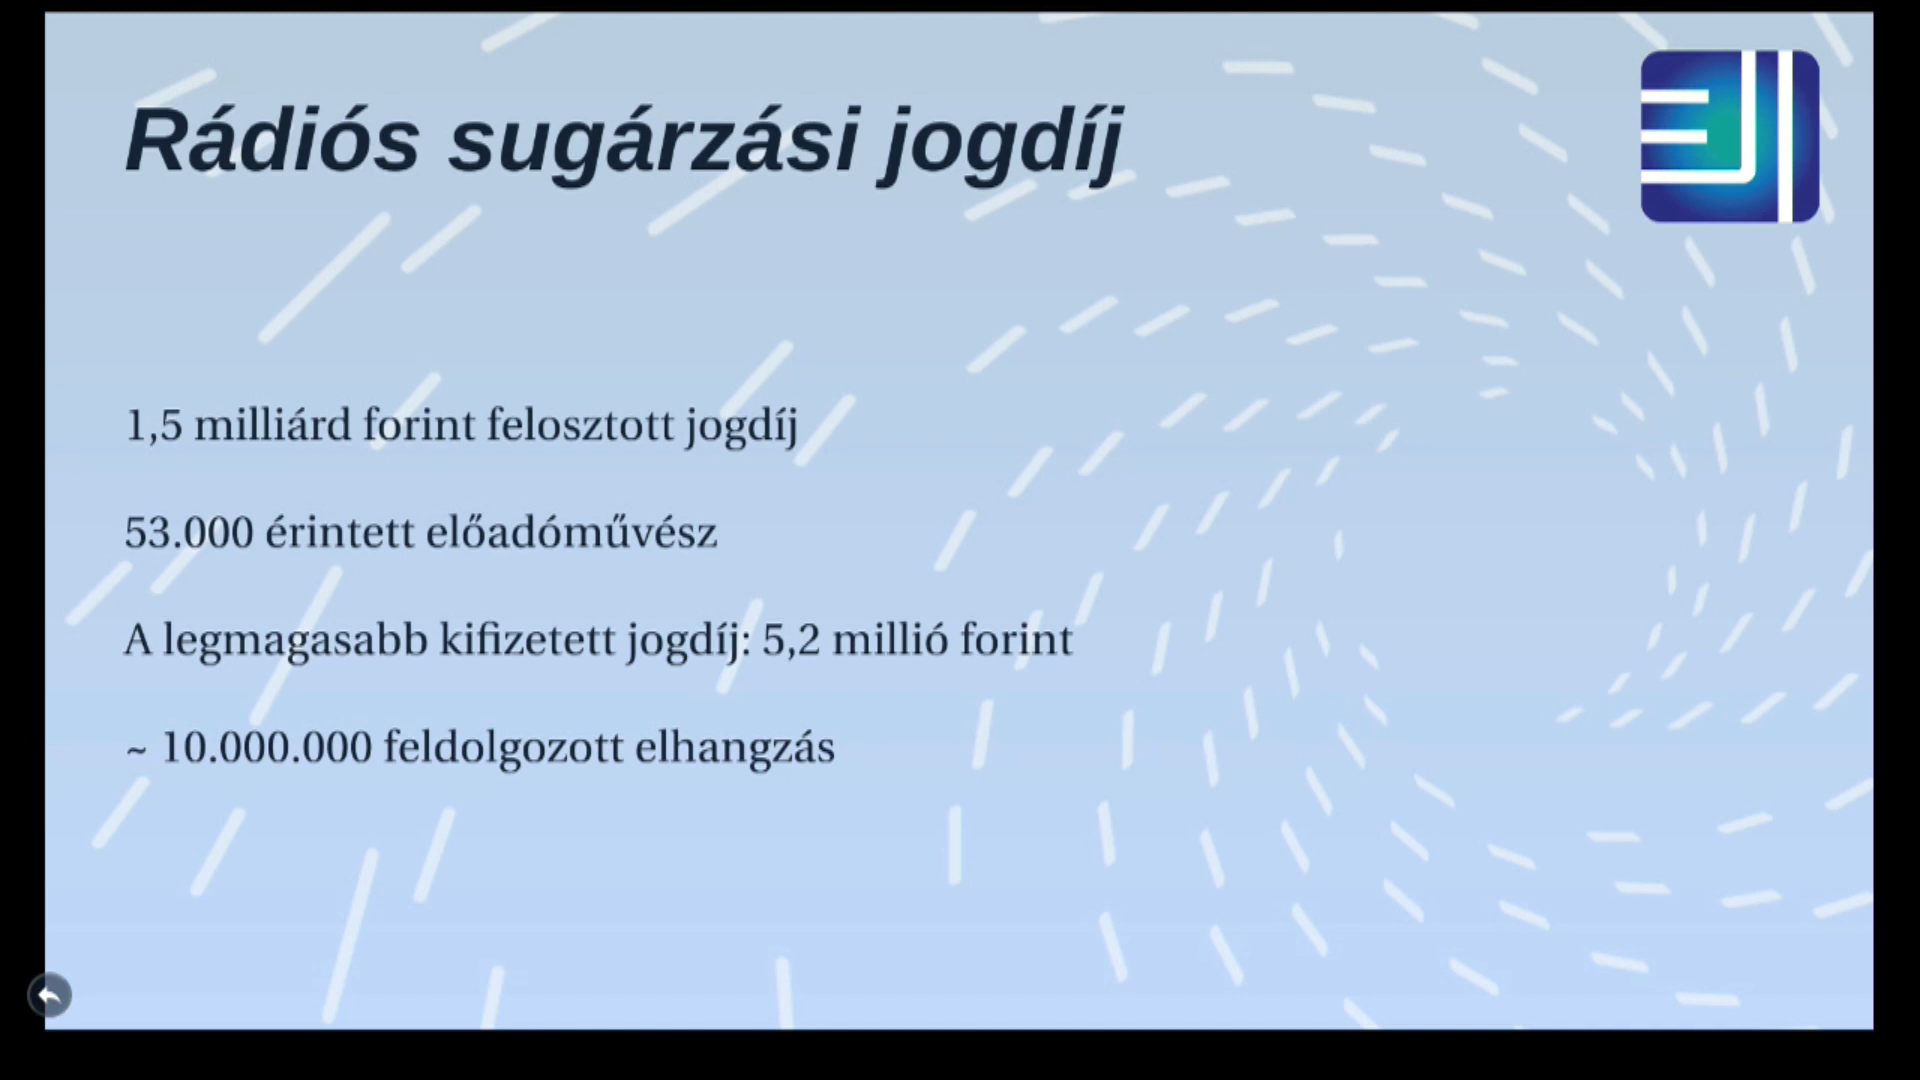 Rádiós sugárzási jogdíj
1,5 milliárd forint felosztott jogdíj
53.000 érintett előadóművész
A legmagasabb kifizetett jogdíj: 5,2 millió forint
~ 10.000.000 feldolgozott elhangzás